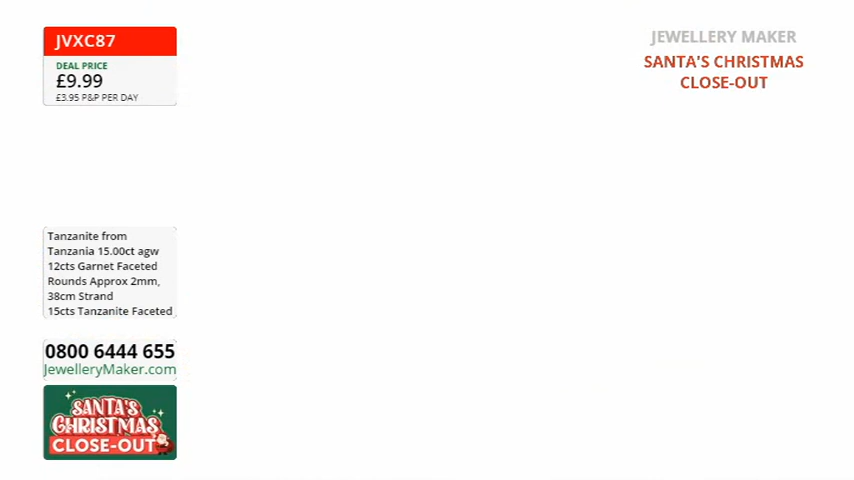 JVXC87
DEAL PRICE
£9.99
£3.95 P&P PER DAY
JEWELLERY MAKER
SANTA'S CHRISTMAS
CLOSE-OUT
Tanzanite from
Tanzania 15.00ct agw
12cts Garnet Faceted
Rounds Approx 2mm,
38cm Strand
15cts Tanzanite Faceted
0800 6444 655
JewelleryMaker.com
SANTA'S
CHRISTMAS
CLOSE-OUT